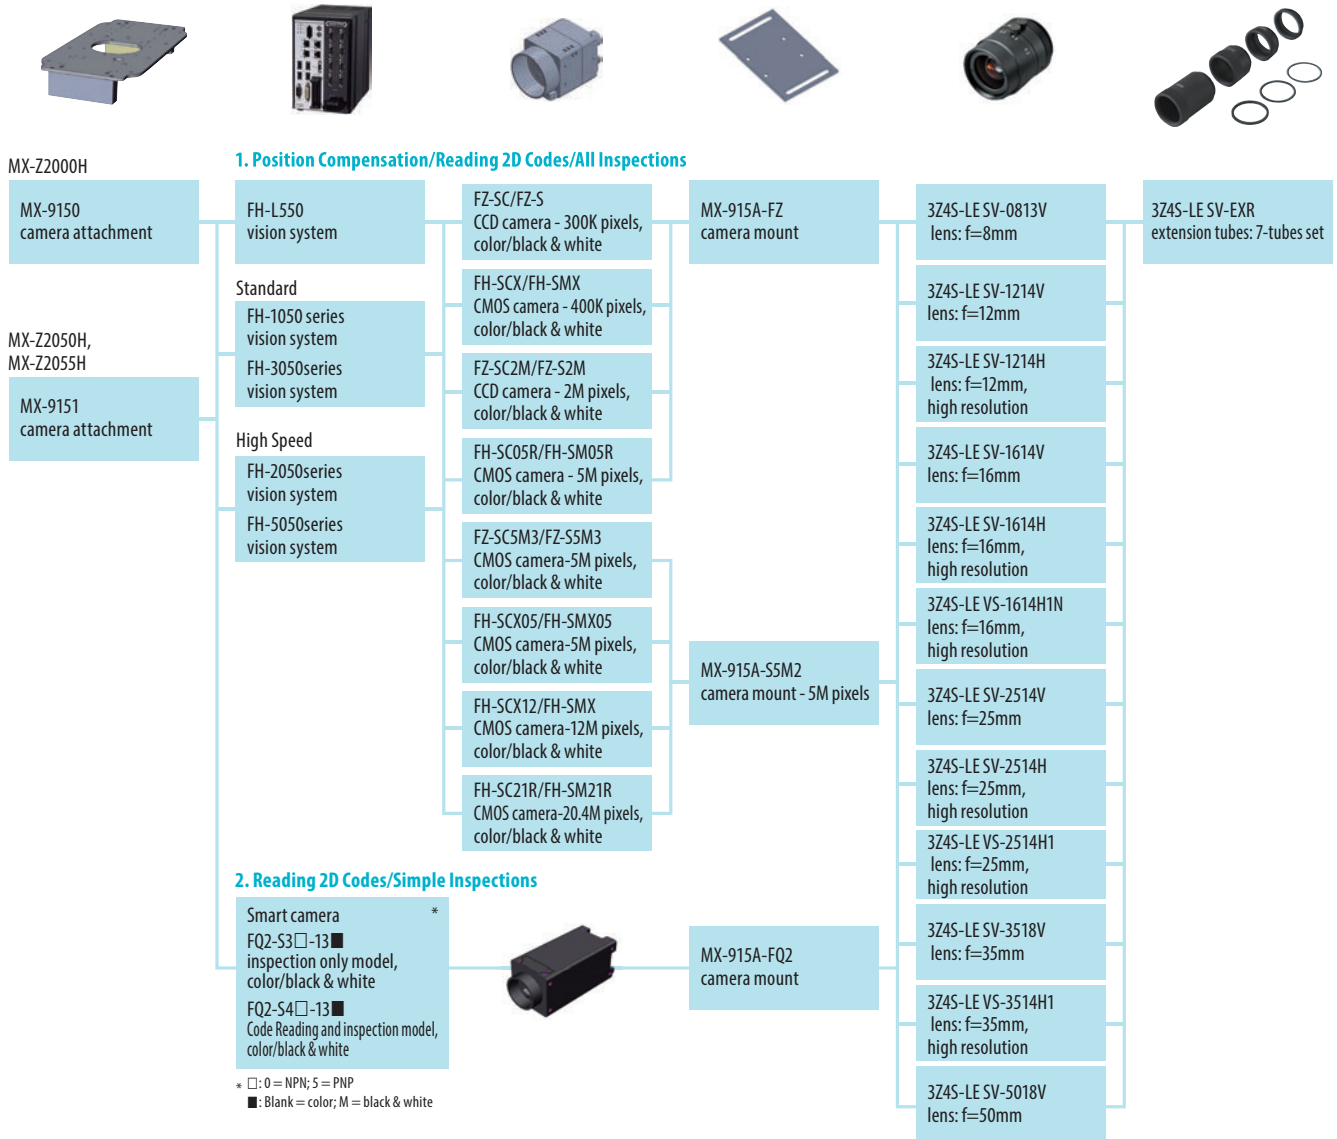 MX-Z2000H
MX-9150
camera attachment
MX-Z2050H,
MX-Z2055H
MX-9151
camera attachment
1. Position Compensation/Reading 2D Codes/All Inspections
FH-L550
vision system
Standard
FH-1050 series
vision system
FH-3050series
vision system
High Speed
FH-2050series
vision system
FH-5050series
vision system
FZ-SC/FZ-S
CCD camera - 300K pixels,
color/black & white
FH-SCX/FH-SMX
CMOS camera - 400K pixels,
color/black & white
FZ-SC2M/FZ-S2M
CCD camera - 2M pixels,
color/black & white
FH-SC05R/FH-SM05R
CMOS camera - 5M pixels,
color/black & white
FZ-SC5M3/FZ-S5M3
CMOS camera-5M pixels,
color/black & white
FH-SCX05/FH-SMX05
CMOS camera-5M pixels,
color/black & white
FH-SCX12/FH-SMX
CMOS camera-12M pixels,
color/black & white
FH-SC21R/FH-SM21R
CMOS camera-20.4M pixels,
color/black & white
MX-915A-FZ
camera mount
MX-915A-S5M2
camera mount - 5M pixels
3Z4S-LE SV-0813V
lens: f=8mm
3Z4S-LE SV-1214V
lens: f=12mm
3Z4S-LE SV-1214H
lens: f=12mm,
high resolution
3Z4S-LE SV-1614V
lens: f=16mm
3Z4S-LE SV-1614H
lens: f=16mm,
high resolution
3Z4S-LE VS-1614H1N
lens: f=16mm,
high resolution
3Z4S-LE SV-2514V
lens: f=25mm
3Z4S-LE SV-2514H
lens: f=25mm,
high resolution
3Z4S-LE VS-2514H1
lens: f=25mm,
high resolution
3Z4S-LE SV-3518V
lens: f=35mm
3Z4S-LE VS-3514H1
lens: f=35mm,
high resolution
3Z4S-LE SV-5018V
lens: f=50mm
3Z4S-LE SV-EXR
extension tubes: 7-tubes set
2. Reading 2D Codes/Simple Inspections
Smart camera *
FQ2-S3□-13■
inspection only model,
color/black & white
FQ2-S4□-13■
Code Reading and inspection model,
color/black & white
MX-915A-FQ2
camera mount
* □: 0 = NPN; 5 = PNP
■: Blank = color; M = black & white